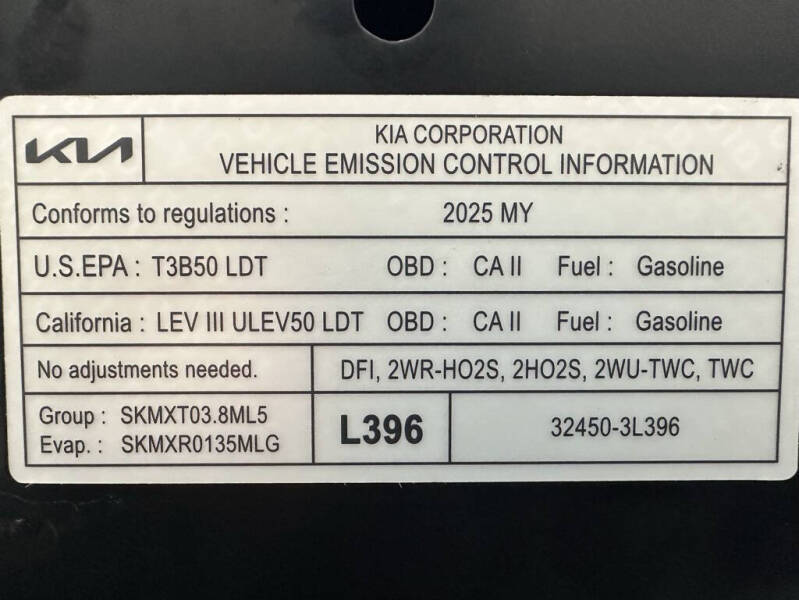 KIA KIA CORPORATION
VEHICLE EMISSION CONTROL INFORMATION
Conforms to regulations : 2025 MY
U.S.EPA : T3B50 LDT OBD : CA II Fuel : Gasoline
California : LEV III ULEV50 LDT OBD : CA II Fuel : Gasoline
No adjustments needed. DFI, 2WR-HO2S, 2HO2S, 2WU-TWC, TWC
Group : SKMXT03.8ML5
Evap. : SKMXR0135MLG
L396
32450-3L396